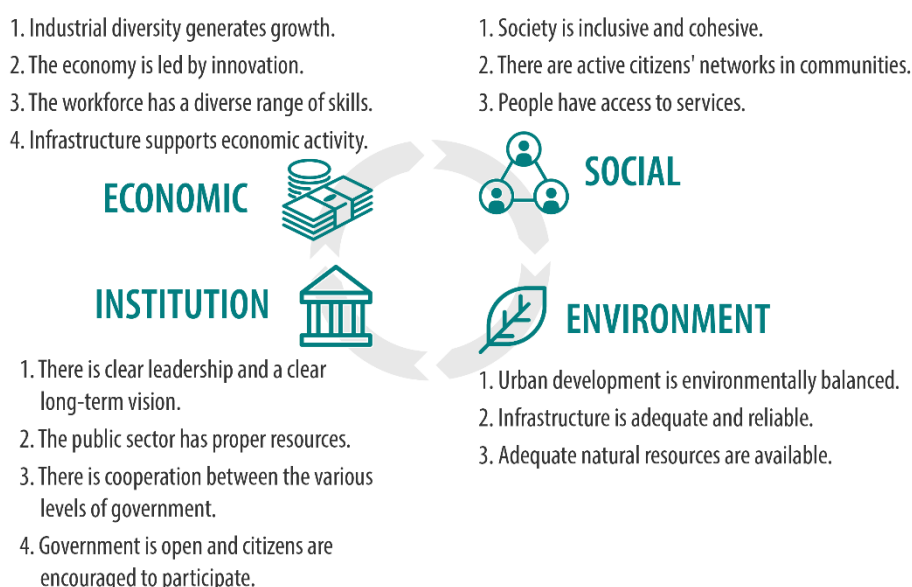 1. Industrial diversity generates growth.
2. The economy is led by innovation.
3. The workforce has a diverse range of skills.
4. Infrastructure supports economic activity.
ECONOMIC
1. Society is inclusive and cohesive.
2. There are active citizens' networks in communities.
3. People have access to services.
SOCIAL
INSTITUTION
1. There is clear leadership and a clear
long-term vision.
2. The public sector has proper resources.
3. There is cooperation between the various
levels of government.
4. Government is open and citizens are
encouraged to participate.
ENVIRONMENT
1. Urban development is environmentally balanced.
2. Infrastructure is adequate and reliable.
3. Adequate natural resources are available.